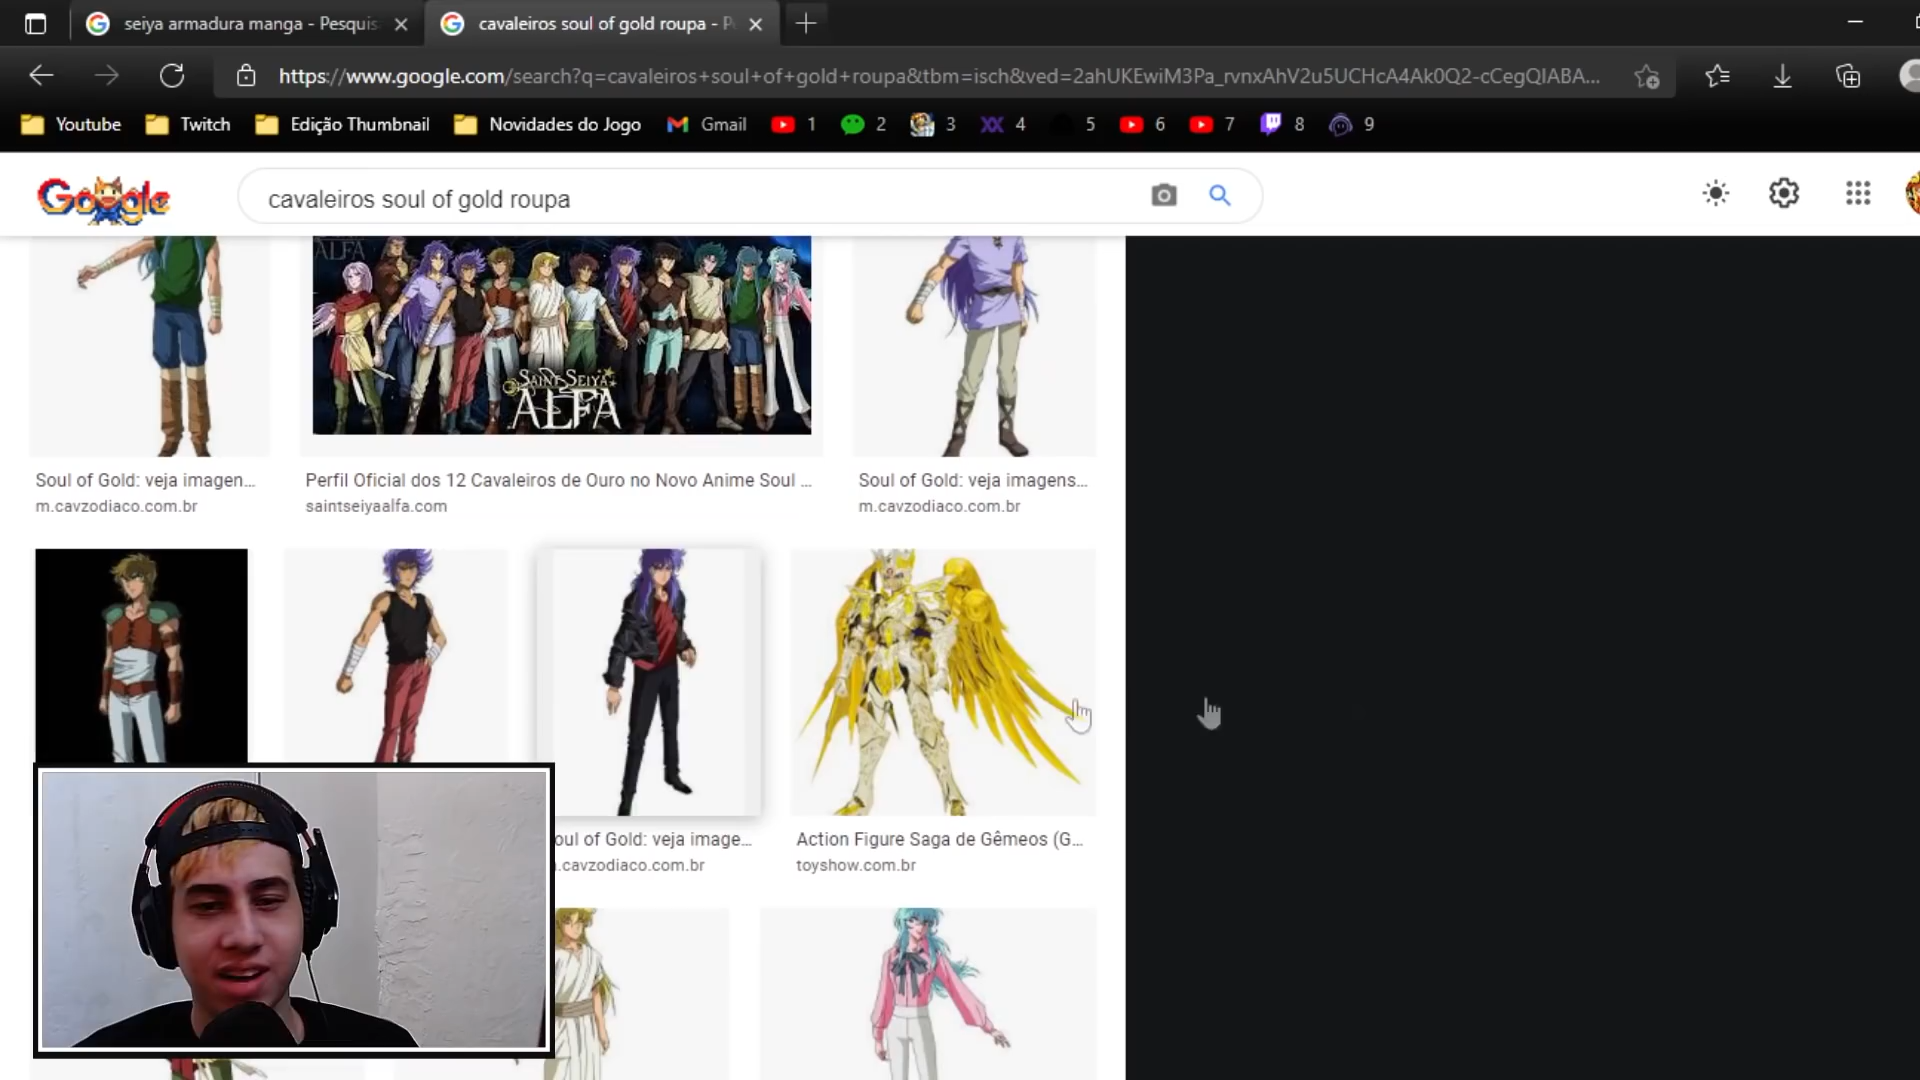 seiya armadura manga - Pesquis
cavaleiros soul of gold roupa - P
https://www.google.com/search?q=cavaleiros+soul+of+gold+roupa&tbm=isch&ved=2ahUKEwiM3Pa_rvnxAhV2u5UCHcA4Ak0Q2-cCegQIABA...
Youtube Twitch Edição Thumbnail Novidades do Jogo Gmail 1 2 3 4 5 6 7 8 9
Google
cavaleiros soul of gold roupa
ALFA
SAINT SEIYA
ALFA
Soul of Gold: veja imagen...
m.cavzodiaco.com.br
Perfil Oficial dos 12 Cavaleiros de Ouro no Novo Anime Soul ...
saintseiyaalfa.com
Soul of Gold: veja imagens...
m.cavzodiaco.com.br
oul of Gold: veja image...
.cavzodiaco.com.br
Action Figure Saga de Gêmeos (G...
toyshow.com.br